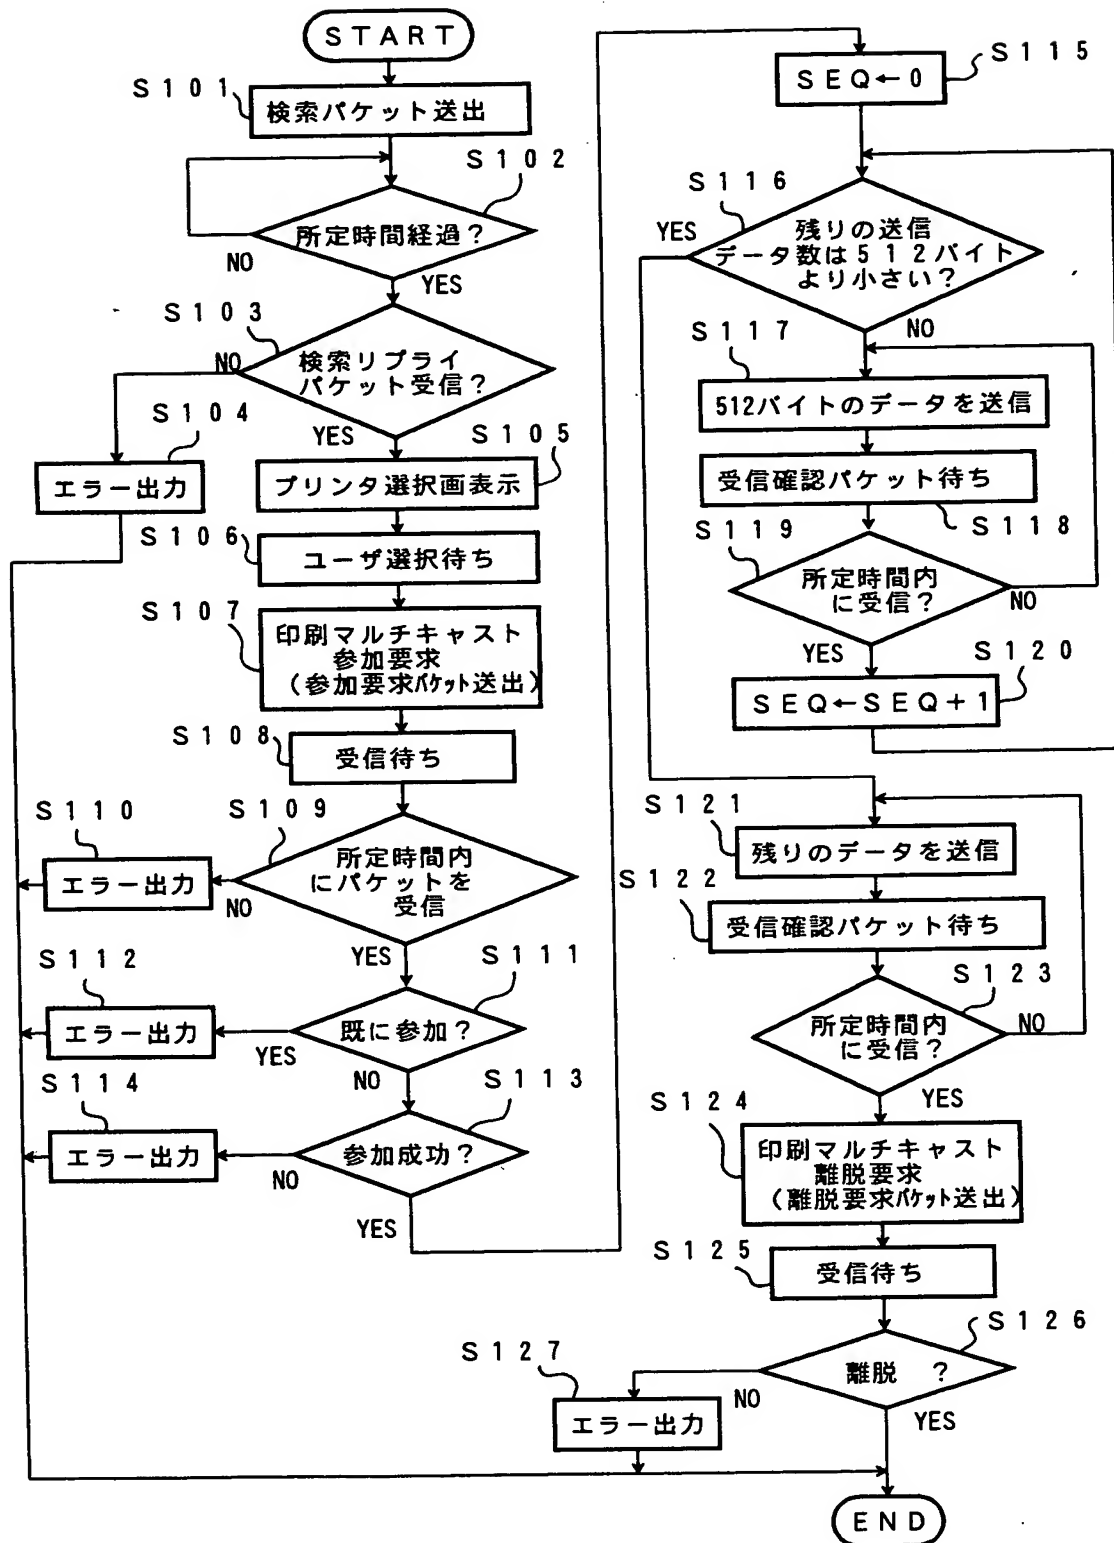 START
S101
検索パケット送出
S102
所定時間経過?
NO
YES
S103
検索リプライ
パケット受信?
NO
YES
S104
エラー出力
S105
プリンタ選択画表示
S106
ユーザ選択待ち
S107
印刷マルチキャスト
参加要求
(参加要求パケット送出)
S108
受信待ち
S109
所定時間内
にパケットを
受信
NO
YES
S110
エラー出力
S111
既に参加?
YES
NO
S112
エラー出力
S113
参加成功?
NO
YES
S114
エラー出力
S115
SEQ←0
S116
残りの送信
データ数は512バイト
より小さい?
YES
NO
S117
512バイトのデータを送信
受信確認パケット待ち
S118
S119
所定時間内
に受信?
NO
YES
S120
SEQ←SEQ+1
S121
残りのデータを送信
S122
受信確認パケット待ち
S123
所定時間内
に受信?
NO
YES
S124
印刷マルチキャスト
離脱要求
(離脱要求パケット送出)
S125
受信待ち
S126
離脱 ?
NO
YES
S127
エラー出力
END